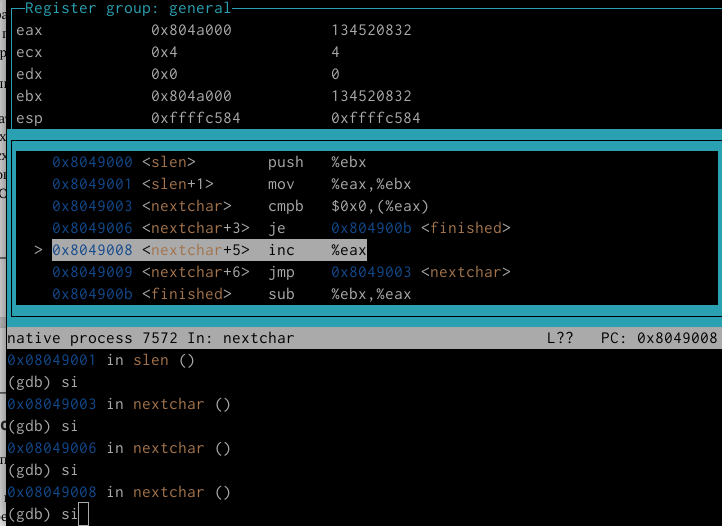 Register group: general
eax 0x804a000 134520832
ecx 0x4 4
edx 0x0 0
ebx 0x804a000 134520832
esp 0xffffc584 0xffffc584
0x8049000 <slen> push %ebx
0x8049001 <slen+1> mov %eax,%ebx
0x8049003 <nextchar> cmpb $0x0,(%eax)
0x8049006 <nextchar+3> je 0x804900b <finished>
> 0x8049008 <nextchar+5> inc %eax
0x8049009 <nextchar+6> jmp 0x8049003 <nextchar>
0x804900b <finished> sub %ebx,%eax
native process 7572 In: nextchar L?? PC: 0x8049008
0x08049001 in slen ()
(gdb) si
0x08049003 in nextchar ()
(gdb) si
0x08049006 in nextchar ()
(gdb) si
0x08049008 in nextchar ()
(gdb) si